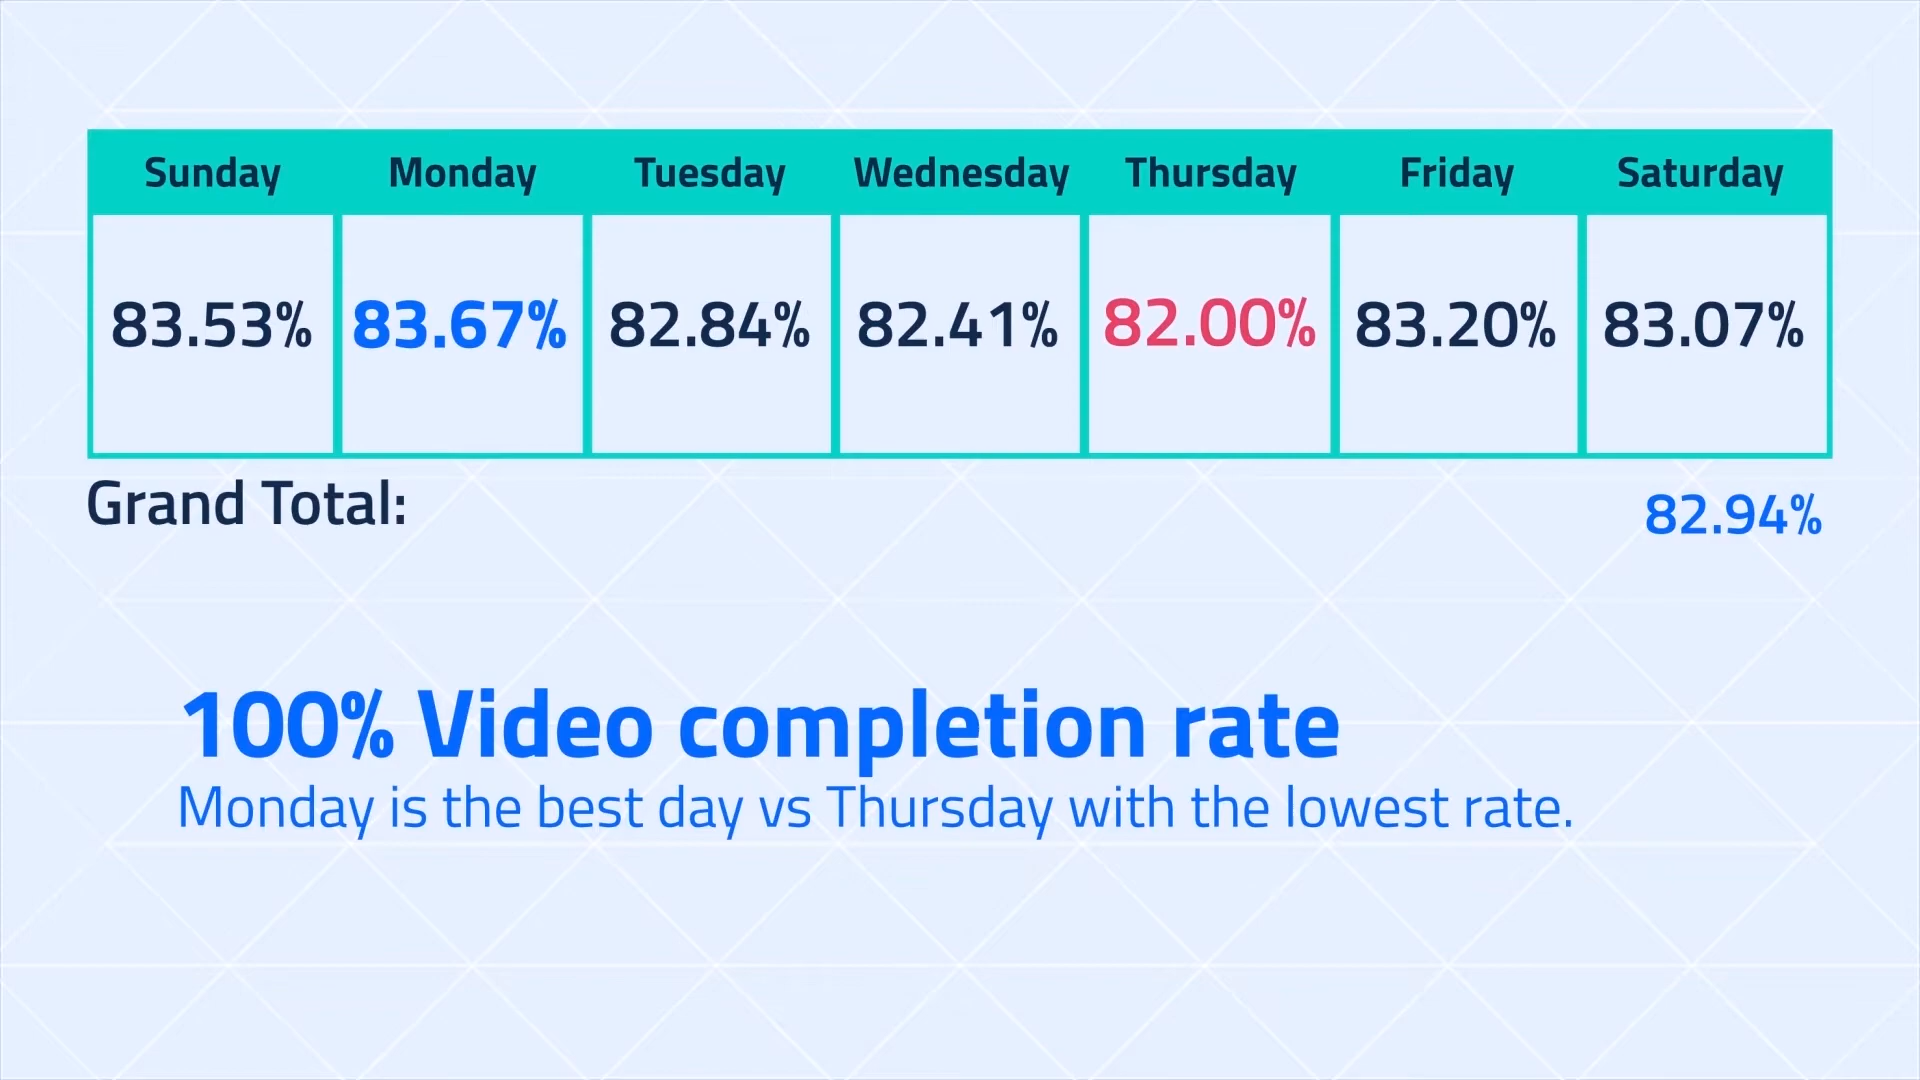 Sunday Monday Tuesday Wednesday Thursday Friday Saturday
83.53% 83.67% 82.84% 82.41% 82.00% 83.20% 83.07%
Grand Total: 82.94%
100% Video completion rate
Monday is the best day vs Thursday with the lowest rate.